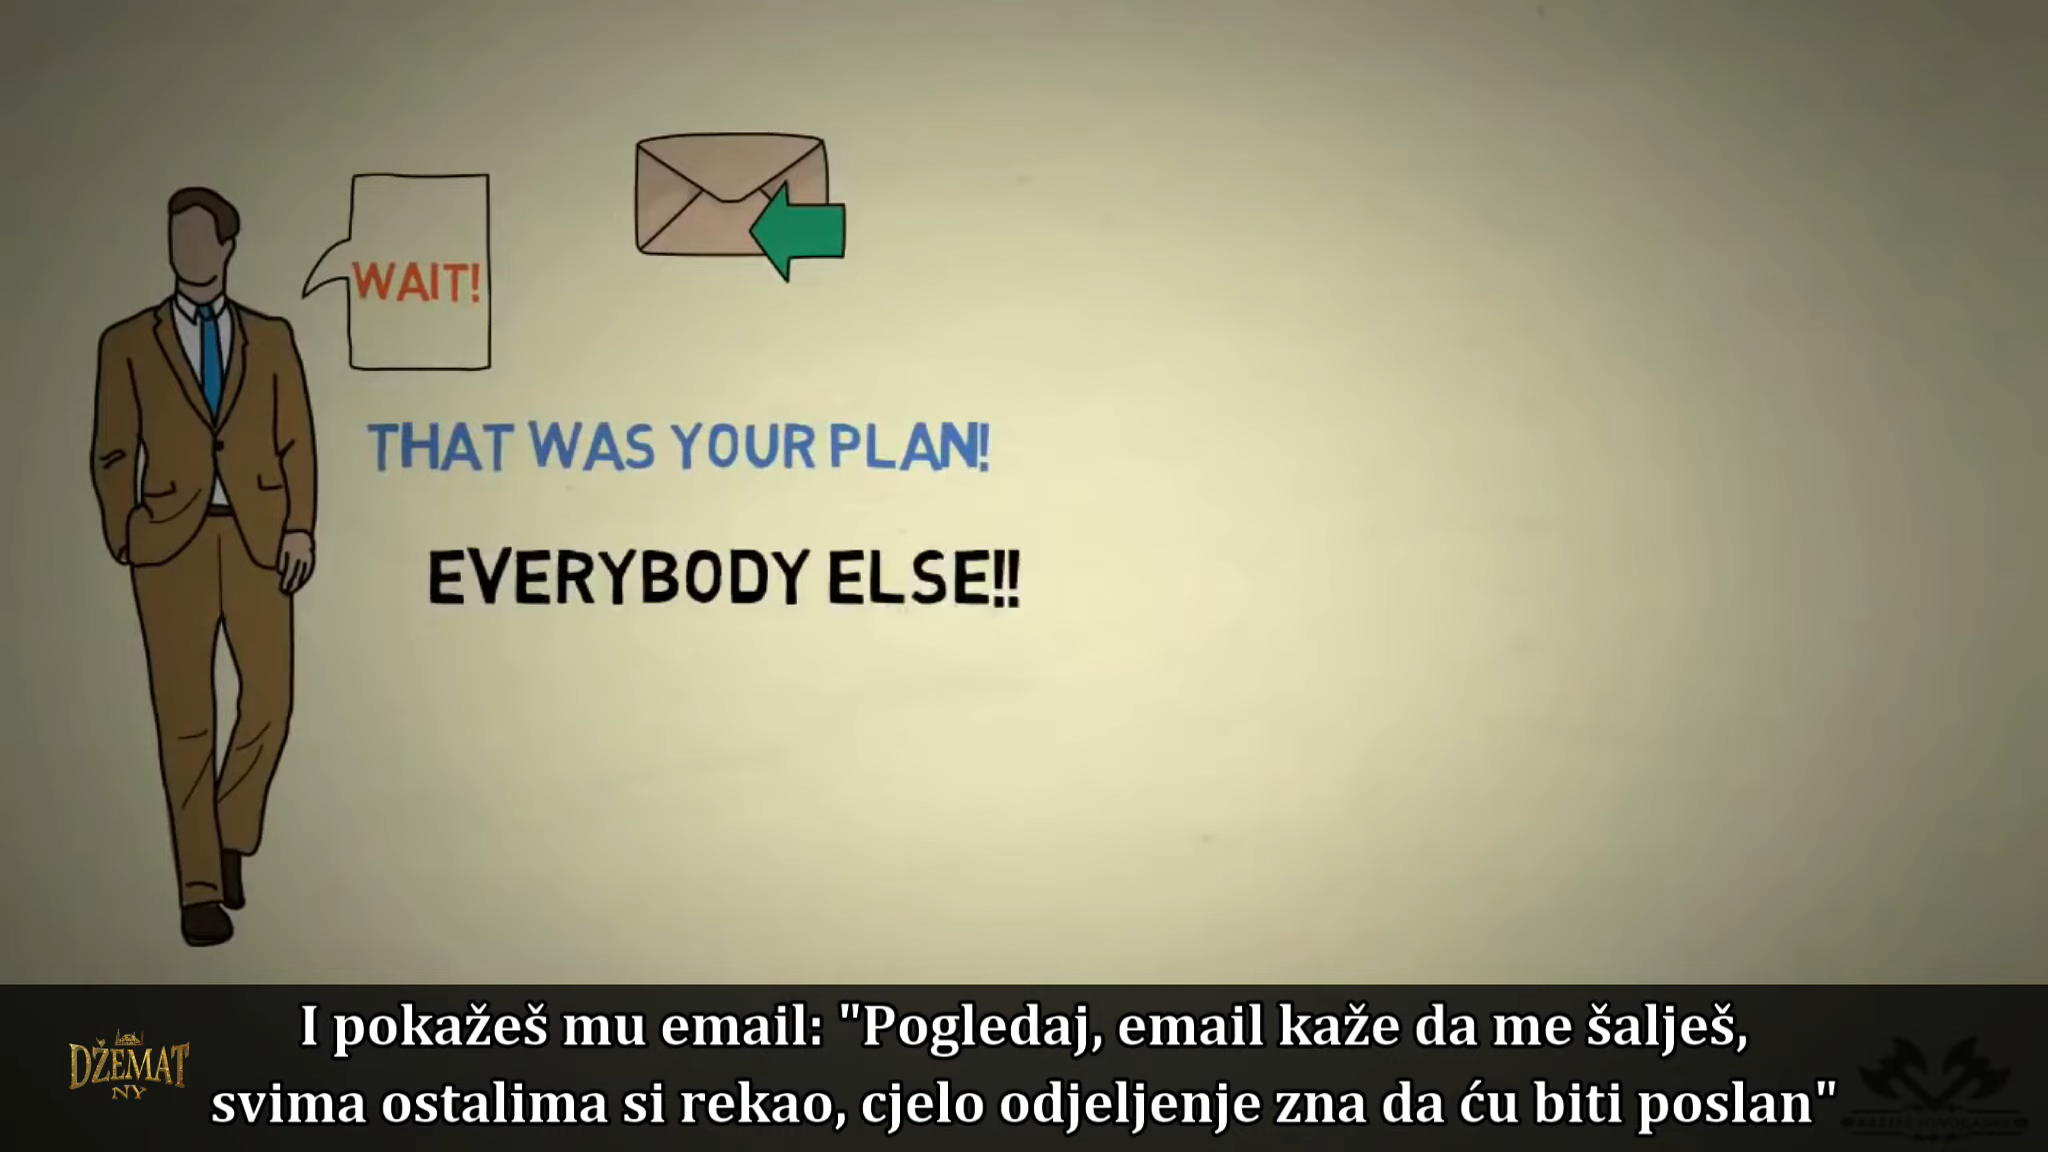 WAIT!
THAT WAS YOUR PLAN!
EVERYBODY ELSE!!
I pokažeš mu email: "Pogledaj, email kaže da me šalješ,
svima ostalima si rekao, cjelo odjeljenje zna da ću biti poslan"
DŽEMAT
NY